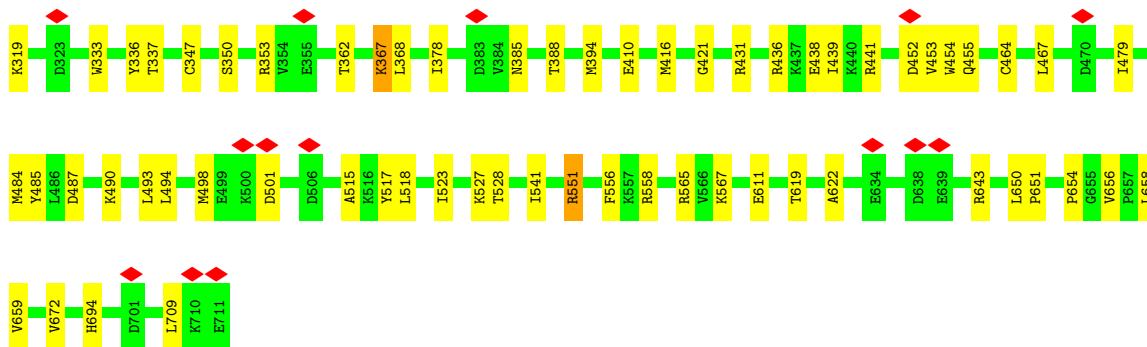 K319 D323 W333 Y336 T337 C347 S350 R353 V354 E355 T362 K367 L368 I378 D383 V384 N385 T388 M394 E410 M416 G421 R431 R436 K437 E438 I439 K440 R441 D452 V453 W454 Q455 C464 L467 D470 I479
M484 Y485 L486 D487 K490 L493 L494 M498 E499 K500 D501 D506 A515 K516 Y517 L518 I523 K527 T528 I541 R551 F556 K557 R558 R565 V566 K567 E611 T619 A622 E634 D638 E639 R643 L650 P651 P654 G655 V656 P657 L658
V659 V672 H694 D701 L709 K710 E711